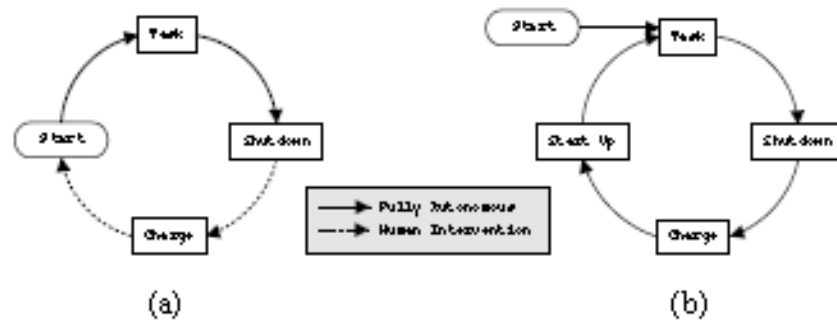 Task
Start
Shutdown
Charge
(a)
Fully Autonomous
Human Intervention
Start
Task
Start Up
Shutdown
Charge
(b)